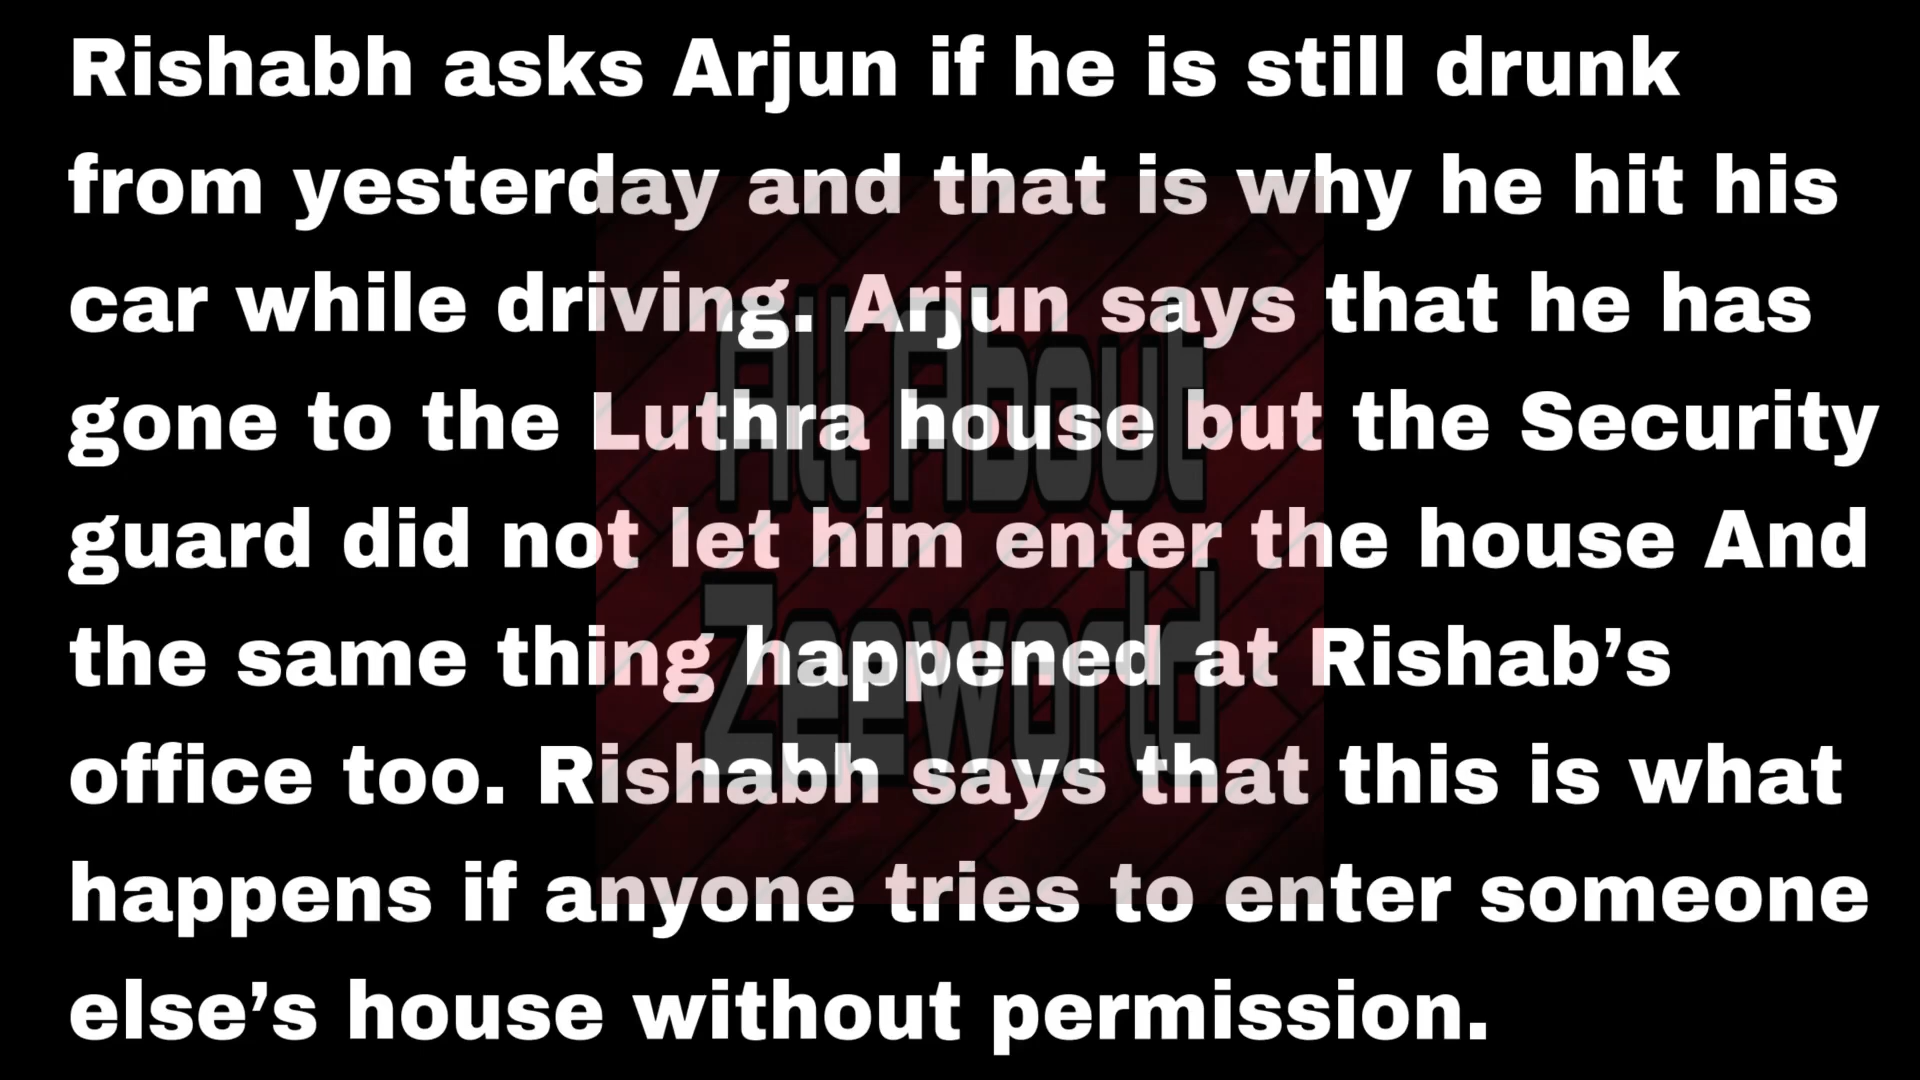 Rishabh asks Arjun if he is still drunk
from yesterday and that is why he hit his
car while driving. Arjun says that he has
gone to the Luthra house but the Security
guard did not let him enter the house And
the same thing happened at Rishab’s
office too. Rishabh says that this is what
happens if anyone tries to enter someone
else’s house without permission.
All About
Zeeworld